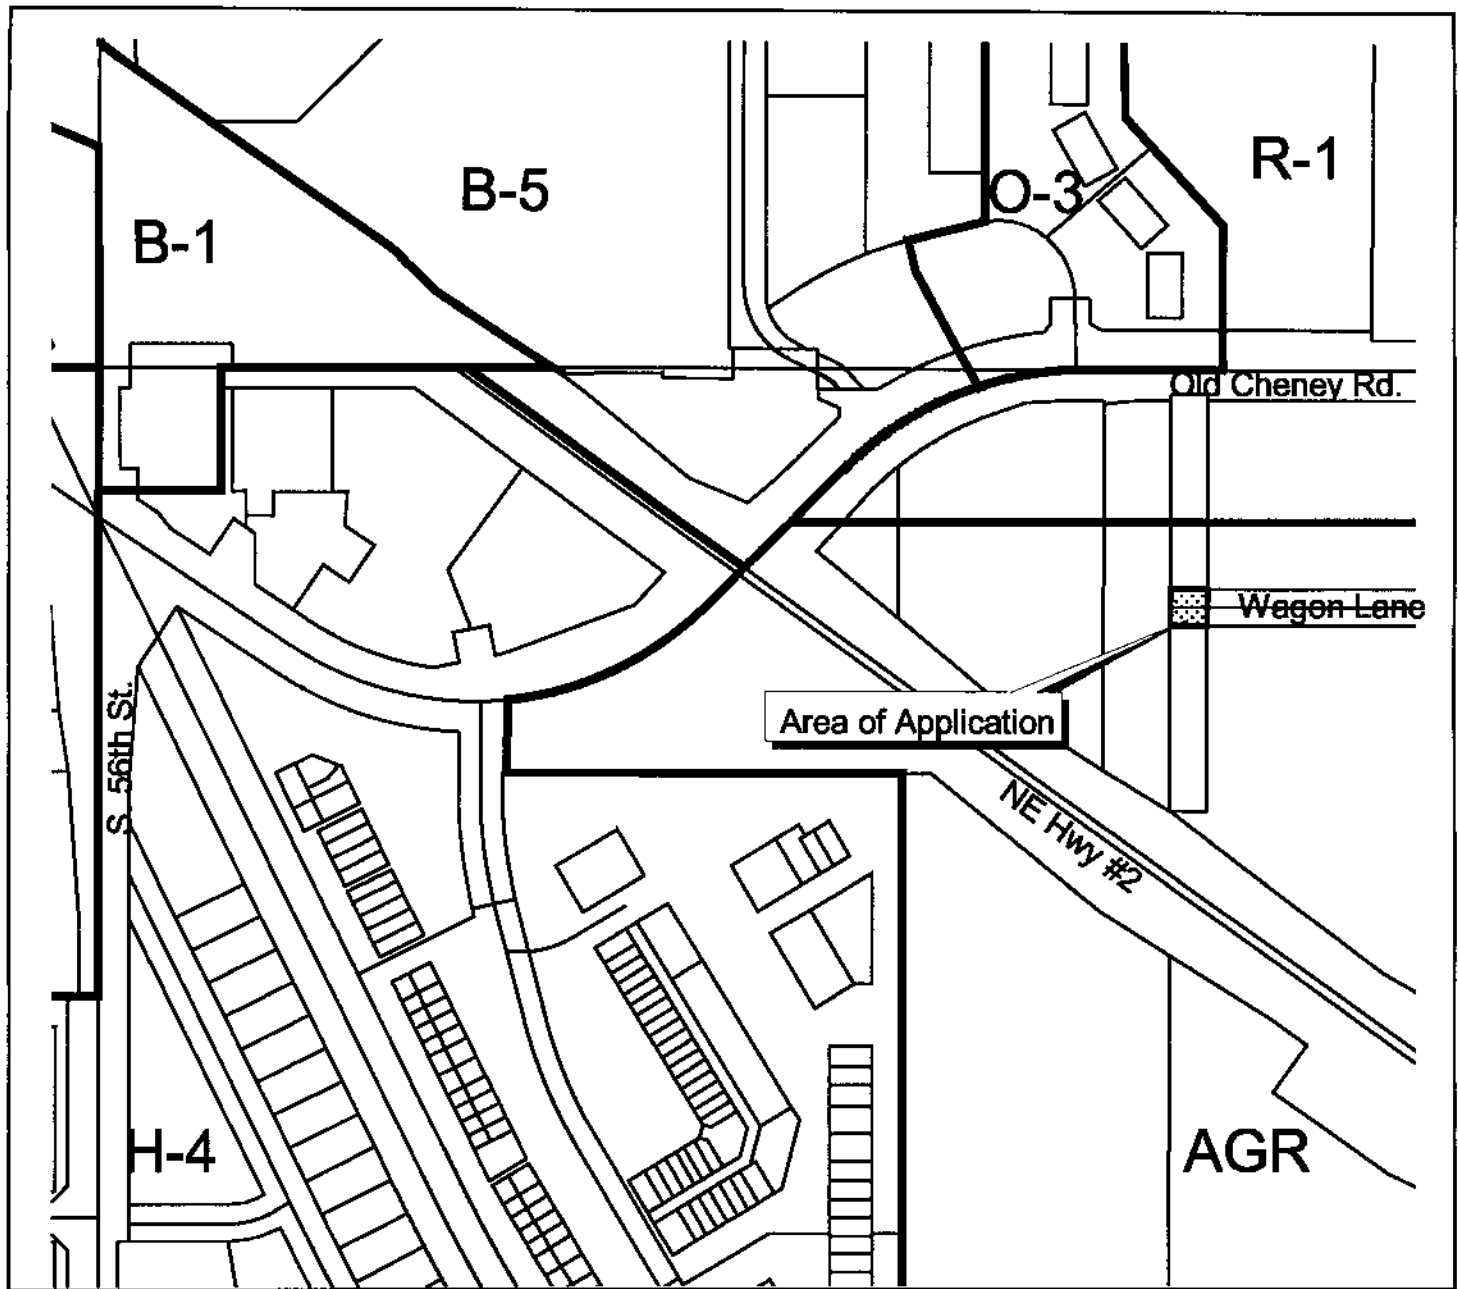 R-1
B-5
O-3
B-1
Old Cheney Rd.
Wagon Lane
Area of Application
S. 56th St.
NE Hwy #2
H-4
AGR